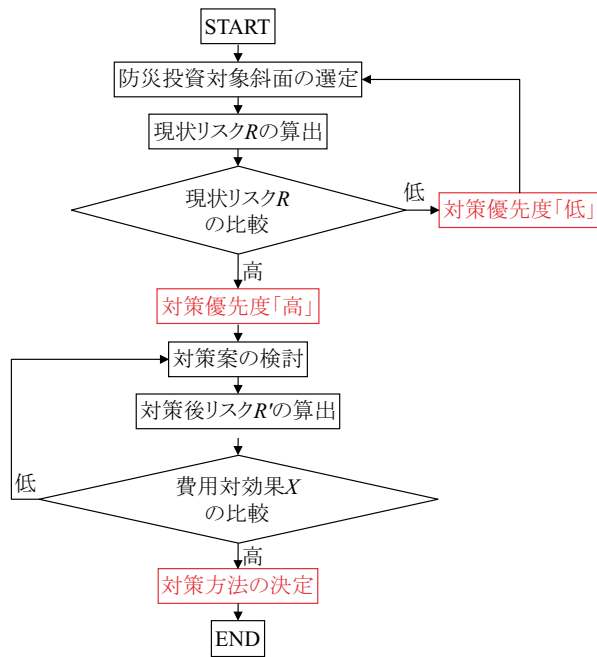 START
防災投資対象斜面の選定
現状リスクRの算出
現状リスクR
の比較
低
対策優先度「低」
高
対策優先度「高」
対策案の検討
対策後リスクR'の算出
低
費用対効果X
の比較
高
対策方法の決定
END